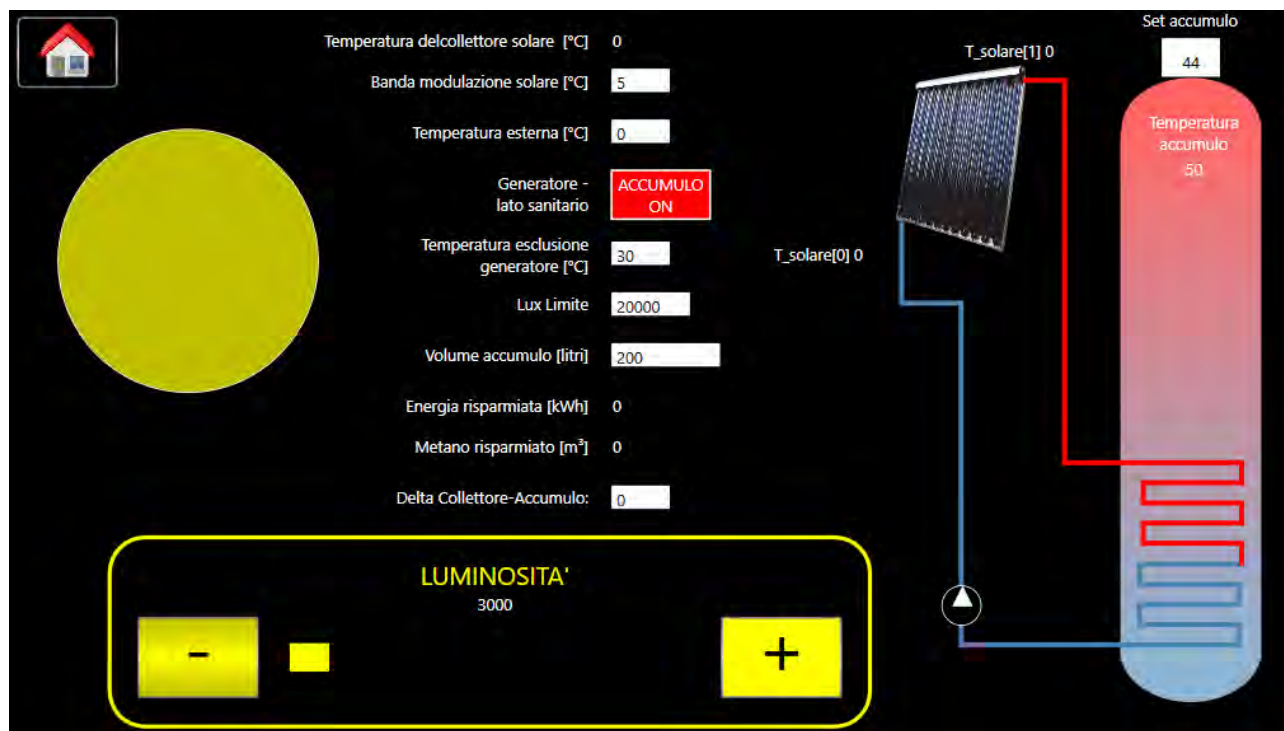 Temperatura delcollettore solare [°C] 0
Banda modulazione solare [°C] 5
Temperatura esterna [°C] 0
Generatore -
lato sanitario
ACCUMULO
ON
Temperatura esclusione
generatore [°C]
30
Lux Limite 20000
Volume accumulo [litri] 200
Energia risparmiata [kWh] 0
Metano risparmiato [m³] 0
Delta Collettore-Accumulo: 0
LUMINOSITA'
3000
- +
T_solare[1] 0
T_solare[0] 0
Set accumulo
44
Temperatura
accumulo
50